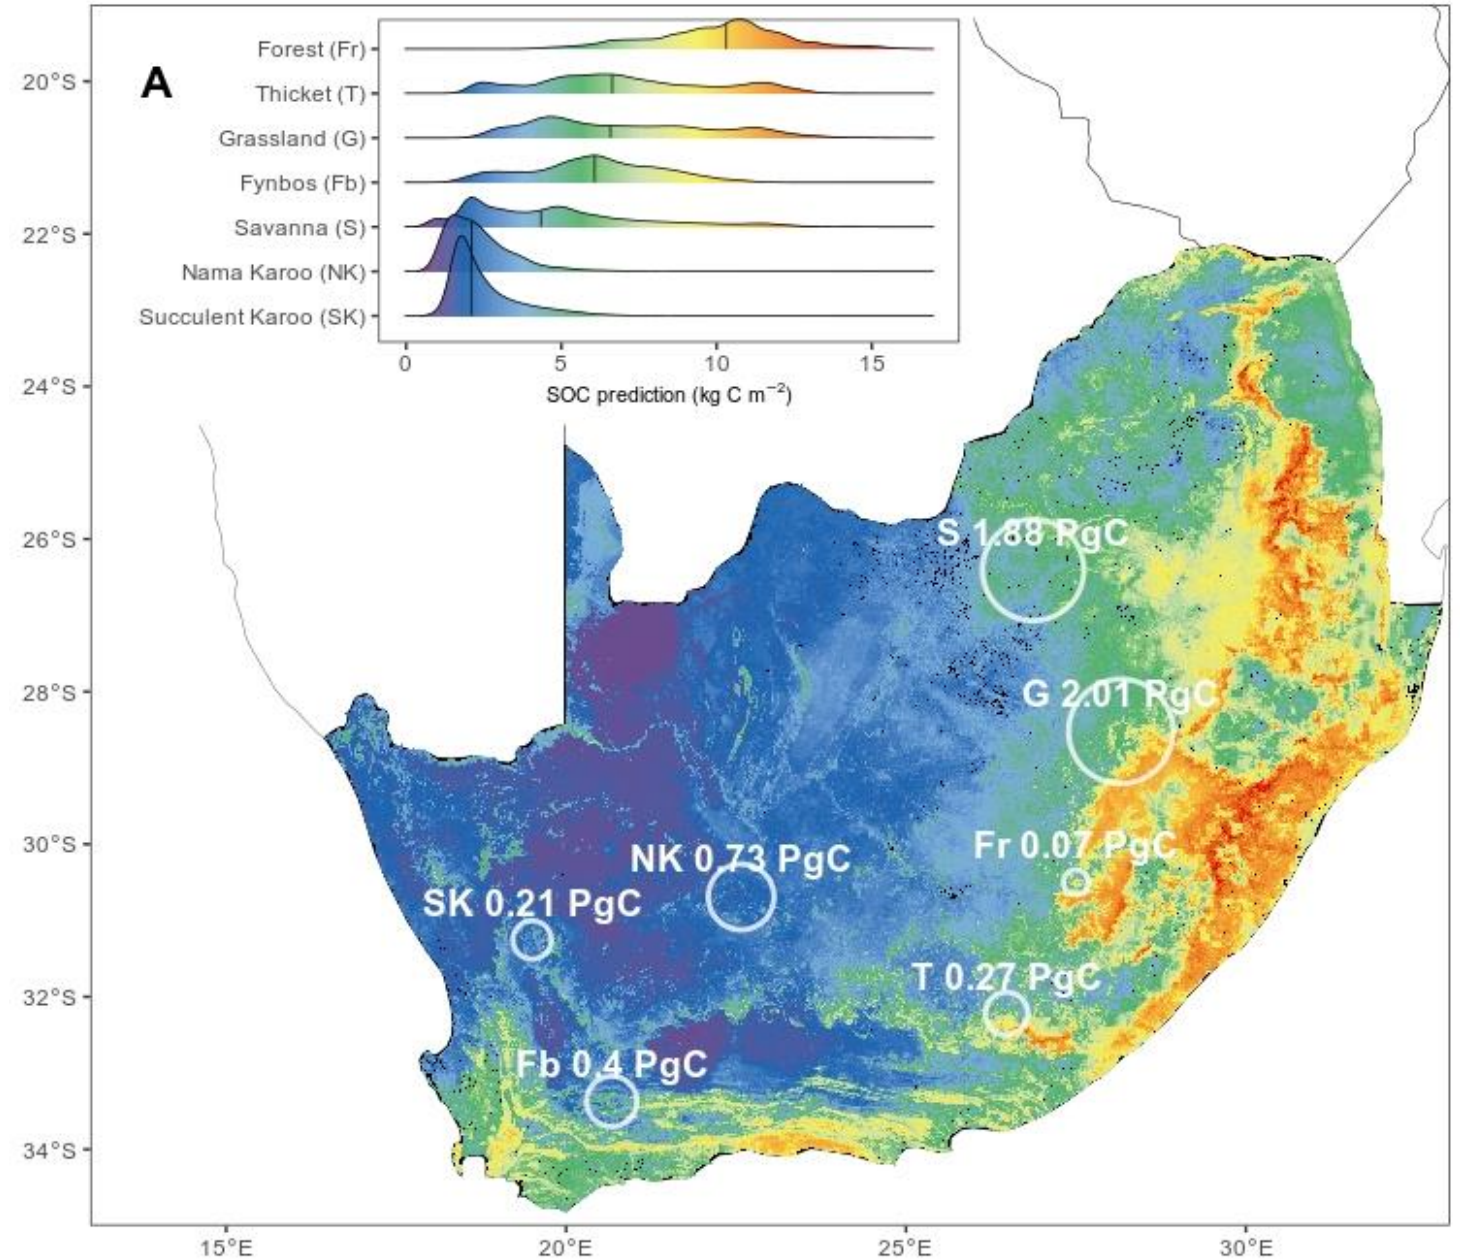 A
Forest (Fr)
Thicket (T)
Grassland (G)
Fynbos (Fb)
Savanna (S)
Nama Karoo (NK)
Succulent Karoo (SK)
0 5 10 15
SOC prediction (kg C m⁻²)
20°S
22°S
24°S
26°S
28°S
30°S
32°S
34°S
S 1.88 PgC
G 2.01 PgC
Fr 0.07 PgC
NK 0.73 PgC
SK 0.21 PgC
T 0.27 PgC
Fb 0.4 PgC
15°E 20°E 25°E 30°E